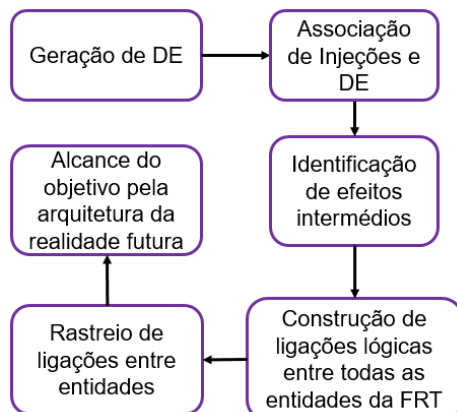 Geração de DE
Associação
de Injeções e
DE
Identificação
de efeitos
intermédios
Construção de
ligações lógicas
entre todas as
entidades da FRT
Rastreio de
ligações entre
entidades
Alcance do
objetivo pela
arquitetura da
realidade futura